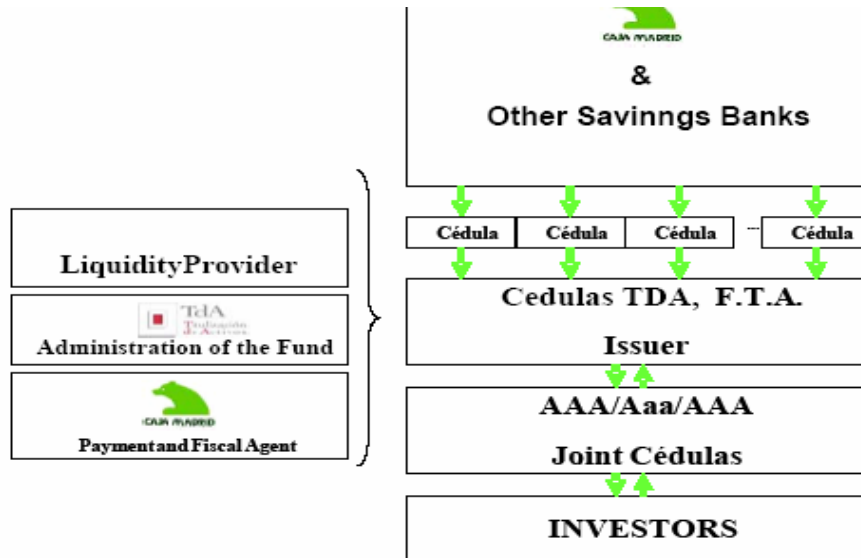 CAJA MADRID
&
Other Savinngs Banks
Cédula Cédula Cédula ... Cédula
LiquidityProvider
TdA
Administration of the Fund
CAJA MADRID
Payment and Fiscal Agent
Cedulas TDA, F.T.A.
Issuer
AAA/Aaa/AAA
Joint Cédulas
INVESTORS